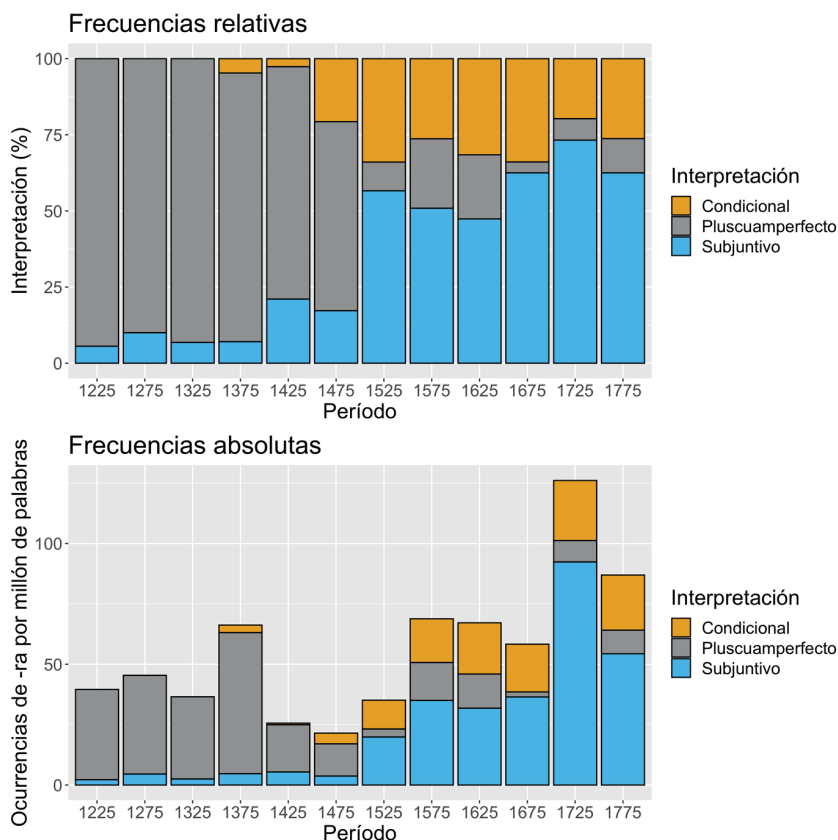 Frecuencias relativas
Interpretación (%)
100
75
50
25
0
1225 1275 1325 1375 1425 1475 1525 1575 1625 1675 1725 1775
Período
Interpretación
Condicional
Pluscuamperfecto
Subjuntivo
Frecuencias absolutas
Ocurrencias de -ra por millón de palabras
100
50
0
1225 1275 1325 1375 1425 1475 1525 1575 1625 1675 1725 1775
Período
Interpretación
Condicional
Pluscuamperfecto
Subjuntivo